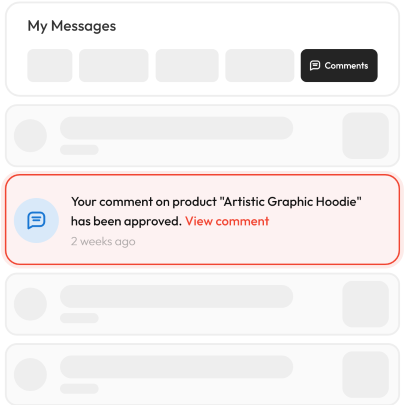 My Messages
Comments
Your comment on product "Artistic Graphic Hoodie"
has been approved. View comment
2 weeks ago